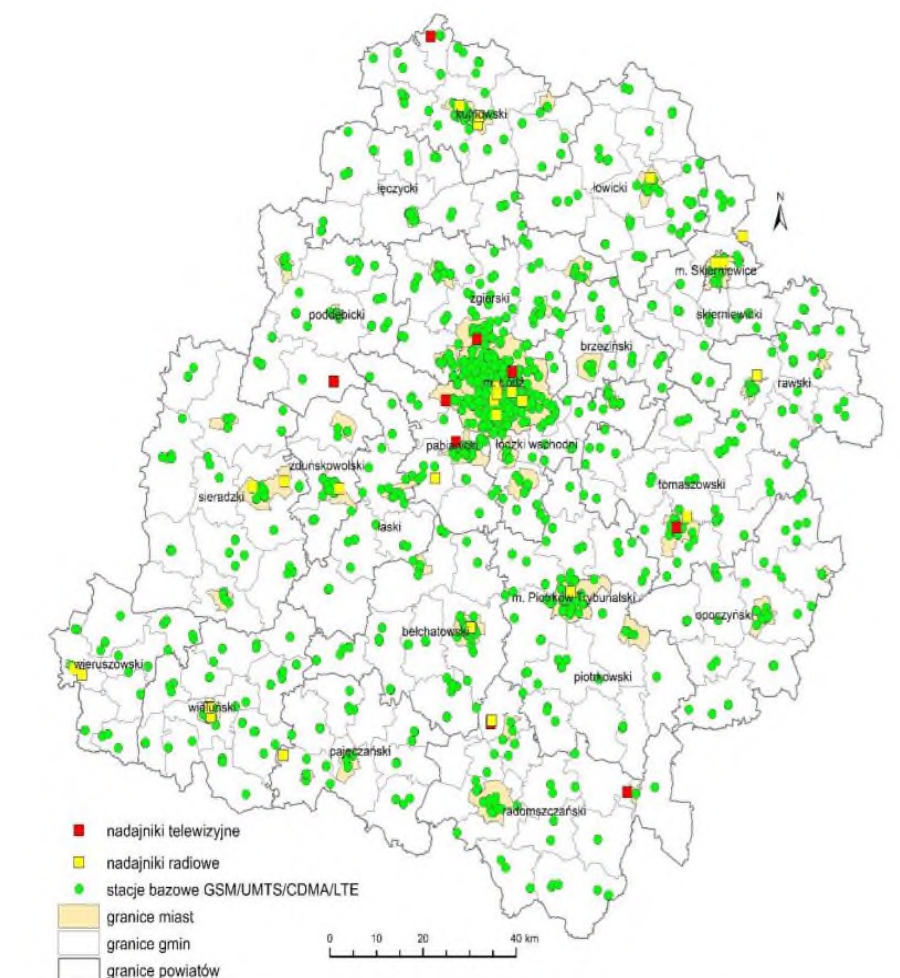 kutnowski
łęczycki
łowicki
N
m. Skierniewice
zgierski
poddębicki
skierniewicki
brzeziński
m. Łódź
rawski
pabianicki
łódzki wschodni
zduńskowolski
sieradzki
tomaszowski
łaski
m. Piotrków Trybunalski
opoczyński
bełchatowski
wieruszowski
piotrkowski
wieluński
pajęczański
radomszczański
nadajniki telewizyjne
nadajniki radiowe
stacje bazowe GSM/UMTS/CDMA/LTE
granice miast
granice gmin
0 10 20 40 km
granice powiatów